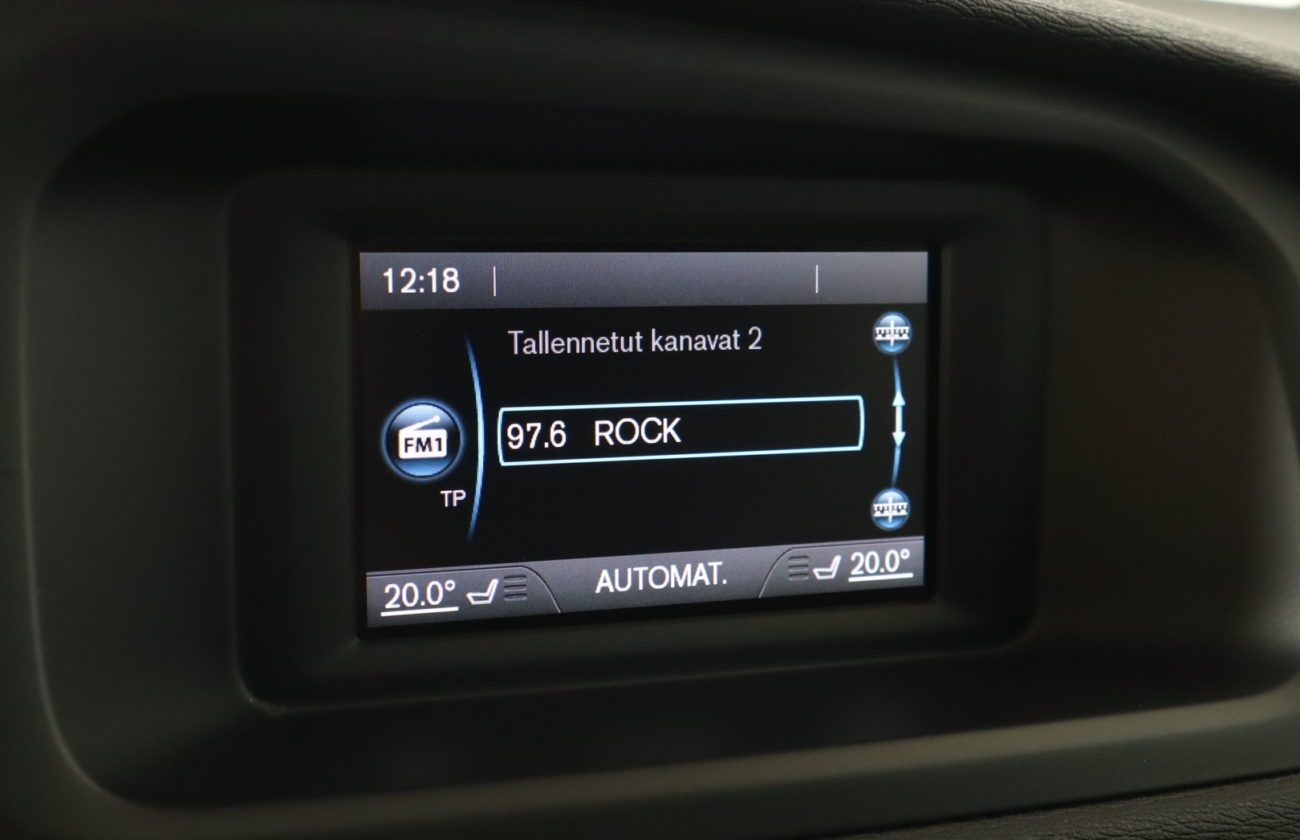 12:18
Tallennetut kanavat 2
97.6 ROCK
FM1
TP
20.0° AUTOMAT. 20.0°